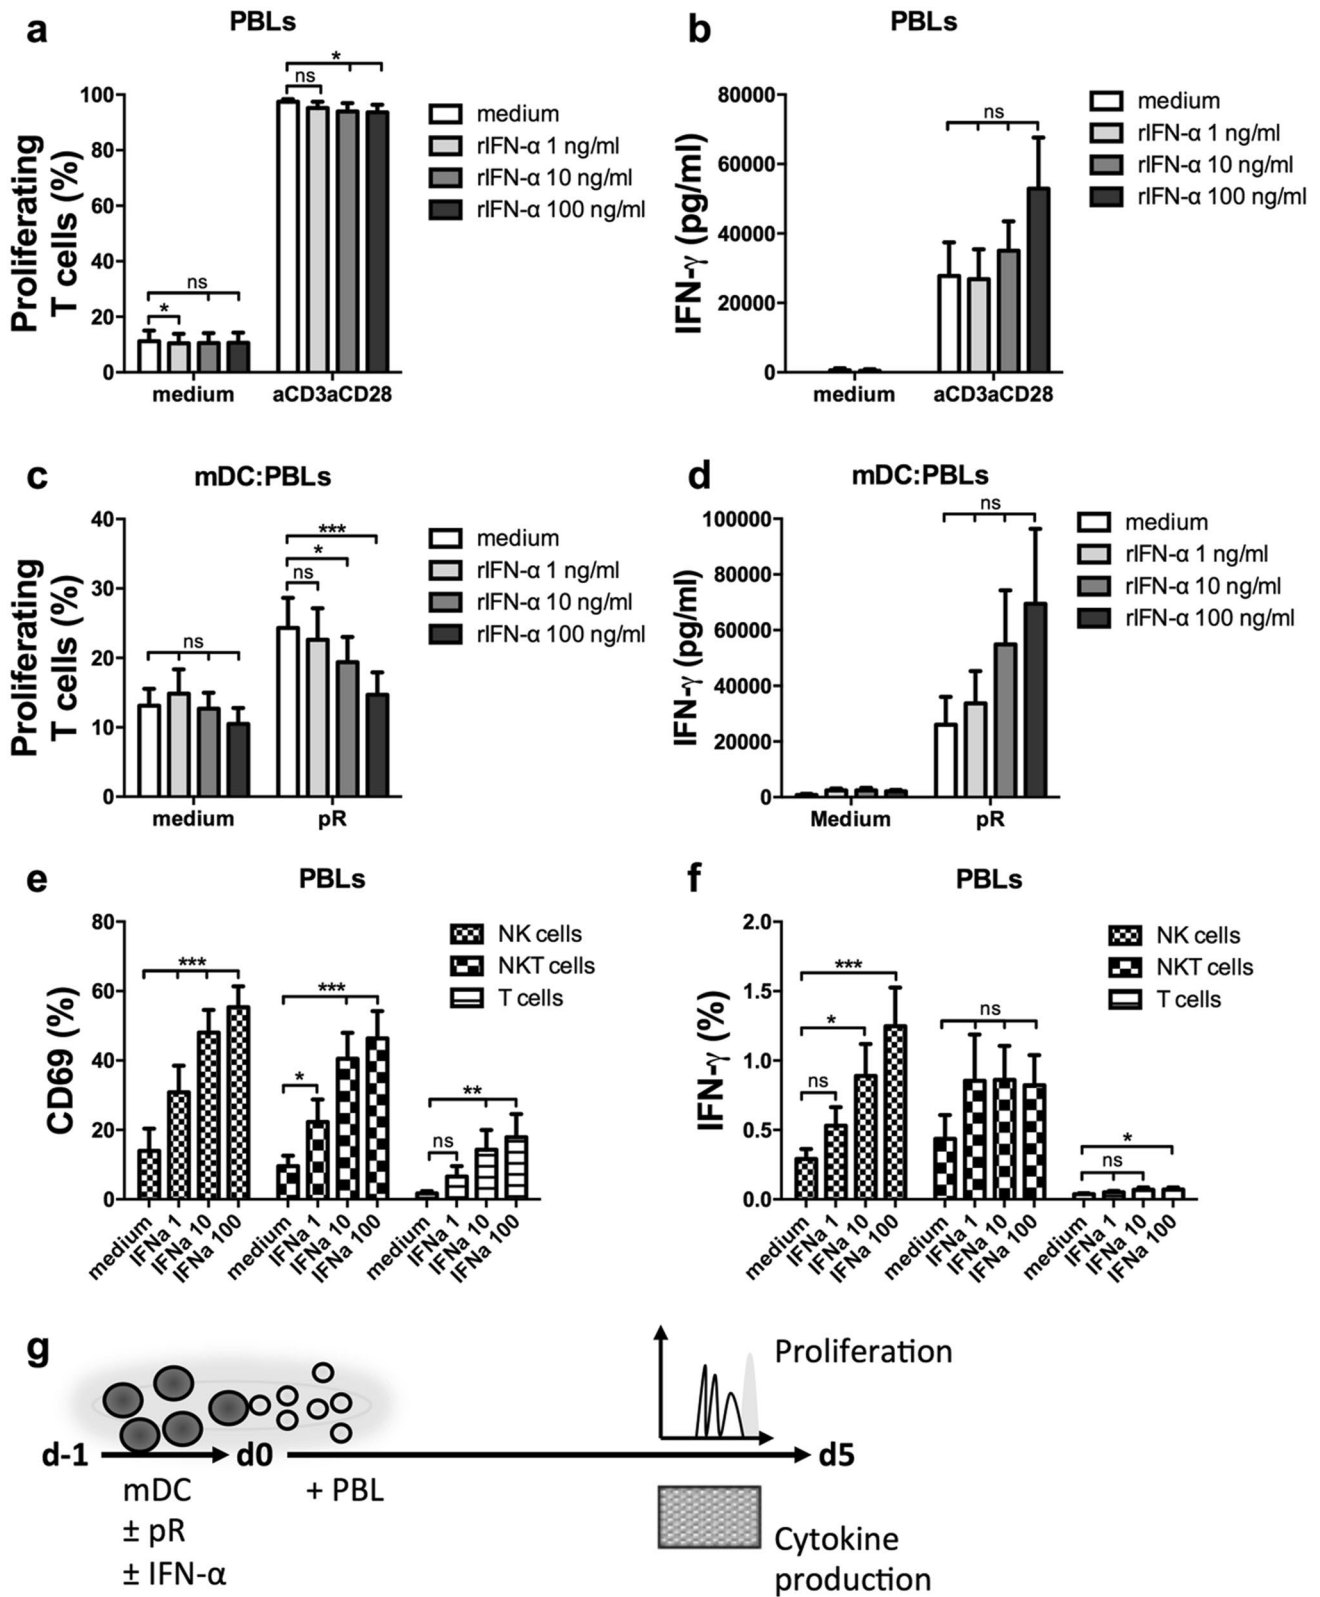 a
PBLs
Proliferating
T cells (%)
100
80
60
40
20
0
*
ns
ns
*
medium
aCD3aCD28
medium
rIFN-α 1 ng/ml
rIFN-α 10 ng/ml
rIFN-α 100 ng/ml
b
PBLs
IFN-γ (pg/ml)
80000
60000
40000
20000
0
ns
medium
aCD3aCD28
medium
rIFN-α 1 ng/ml
rIFN-α 10 ng/ml
rIFN-α 100 ng/ml
c
mDC:PBLs
Proliferating
T cells (%)
40
30
20
10
0
ns
***
*
ns
medium
pR
medium
rIFN-α 1 ng/ml
rIFN-α 10 ng/ml
rIFN-α 100 ng/ml
d
mDC:PBLs
IFN-γ (pg/ml)
100000
80000
60000
40000
20000
0
ns
Medium
pR
medium
rIFN-α 1 ng/ml
rIFN-α 10 ng/ml
rIFN-α 100 ng/ml
e
PBLs
CD69 (%)
80
60
40
20
0
***
***
*
**
ns
NK cells
NKT cells
T cells
medium
IFNa 1
IFNa 10
IFNa 100
medium
IFNa 1
IFNa 10
IFNa 100
medium
IFNa 1
IFNa 10
IFNa 100
f
PBLs
IFN-γ (%)
2.0
1.5
1.0
0.5
0.0
***
*
ns
ns
*
ns
NK cells
NKT cells
T cells
medium
IFNa 1
IFNa 10
IFNa 100
medium
IFNa 1
IFNa 10
IFNa 100
medium
IFNa 1
IFNa 10
IFNa 100
g
Proliferation
d-1
d0
d5
mDC
± pR
± IFN-α
+ PBL
Cytokine
production